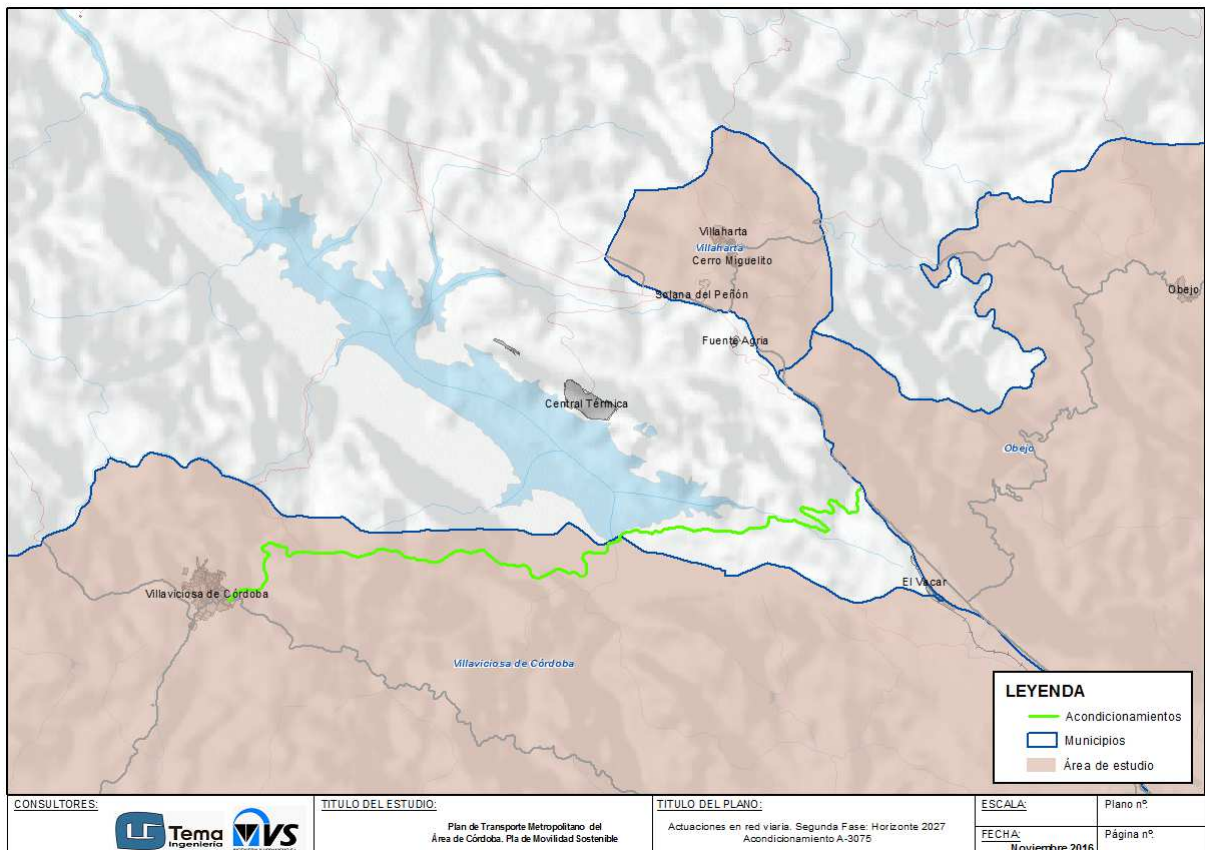 Villaharta
Villaharta
Cerro Miguelito
Solana del Peñón
Obejo
Fuente Agria
Central Térmica
Obejo
El Vacar
Villaviciosa de Córdoba
Villaviciosa de Córdoba
LEYENDA
Acondicionamientos
Municipios
Área de estudio
CONSULTORES:
Tema
Ingeniería
VS
TITULO DEL ESTUDIO:
Plan de Transporte Metropolitano del
Área de Córdoba. Pla de Movilidad Sostenible
TITULO DEL PLANO:
Actuaciones en red viaria. Segunda Fase: Horizonte 2027
Acondicionamiento A-3075
ESCALA:
Plano nº:
FECHA:
Noviembre 2016
Página nº: